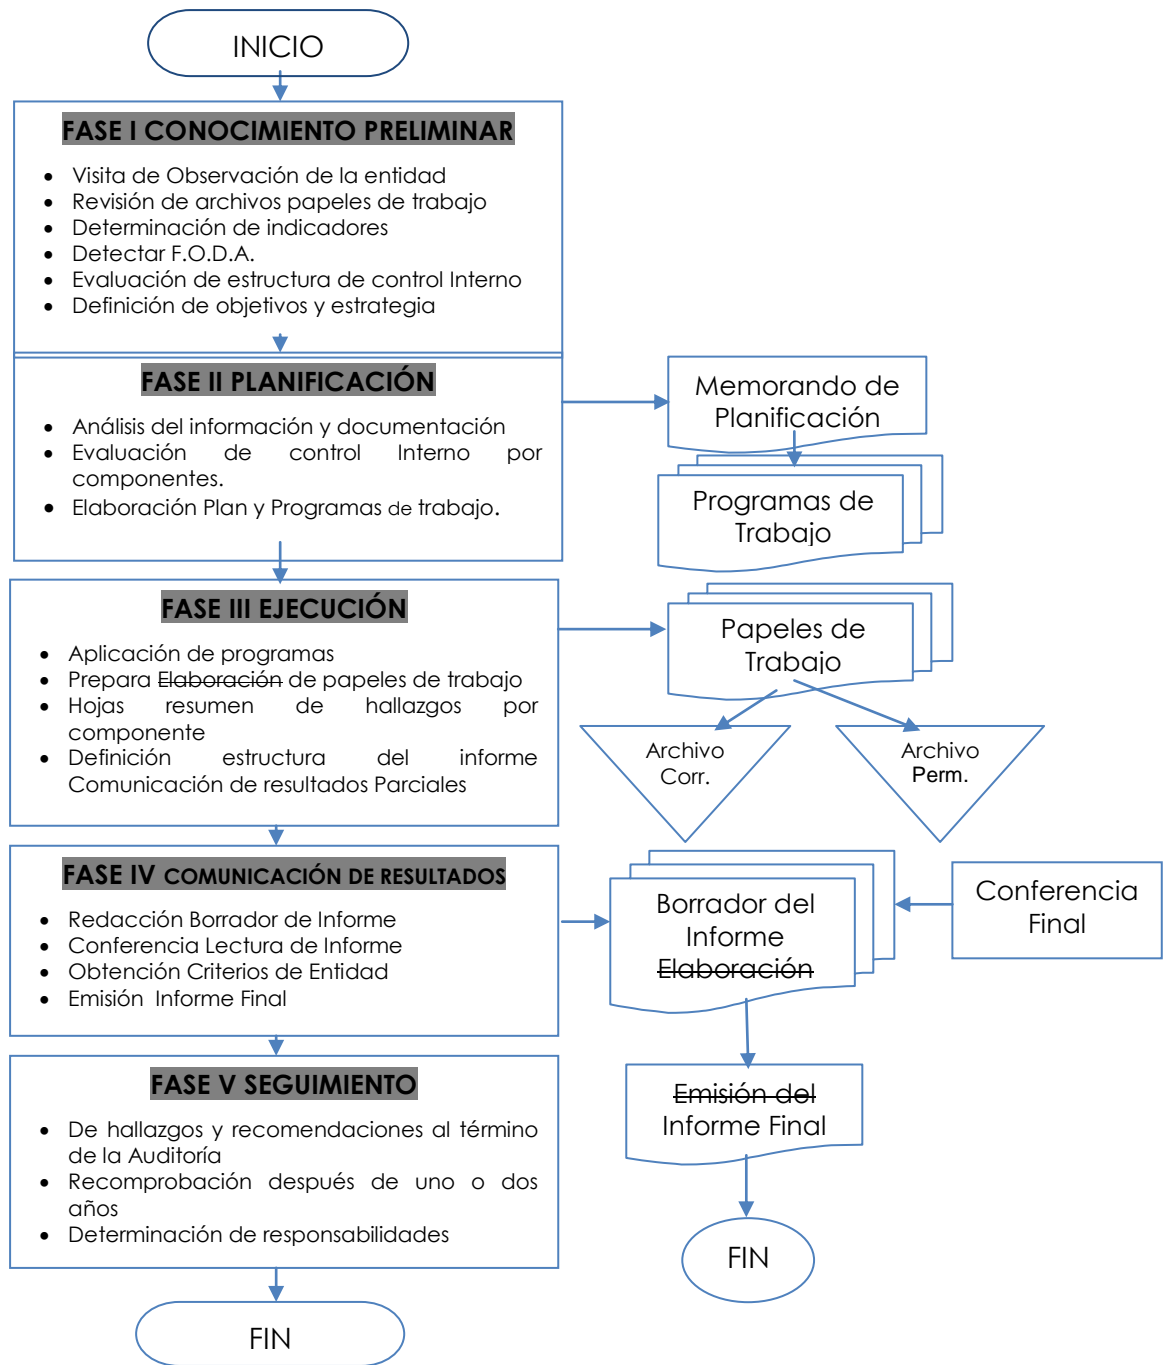 INICIO
FASE I CONOCIMIENTO PRELIMINAR
• Visita de Observación de la entidad
• Revisión de archivos papeles de trabajo
• Determinación de indicadores
• Detectar F.O.D.A.
• Evaluación de estructura de control Interno
• Definición de objetivos y estrategia
FASE II PLANIFICACIÓN
• Análisis del información y documentación
• Evaluación de control Interno por
componentes.
• Elaboración Plan y Programas de trabajo.
Memorando de
Planificación
Programas de
Trabajo
FASE III EJECUCIÓN
• Aplicación de programas
• Prepara Elaboración de papeles de trabajo
• Hojas resumen de hallazgos por
componente
• Definición estructura del informe
Comunicación de resultados Parciales
Papeles de
Trabajo
Archivo
Corr.
Archivo
Perm.
FASE IV COMUNICACIÓN DE RESULTADOS
• Redacción Borrador de Informe
• Conferencia Lectura de Informe
• Obtención Criterios de Entidad
• Emisión Informe Final
Borrador del
Informe
Elaboración
Conferencia
Final
FASE V SEGUIMIENTO
• De hallazgos y recomendaciones al término
de la Auditoría
• Recomprobación después de uno o dos
años
• Determinación de responsabilidades
Emisión del
Informe Final
FIN
FIN